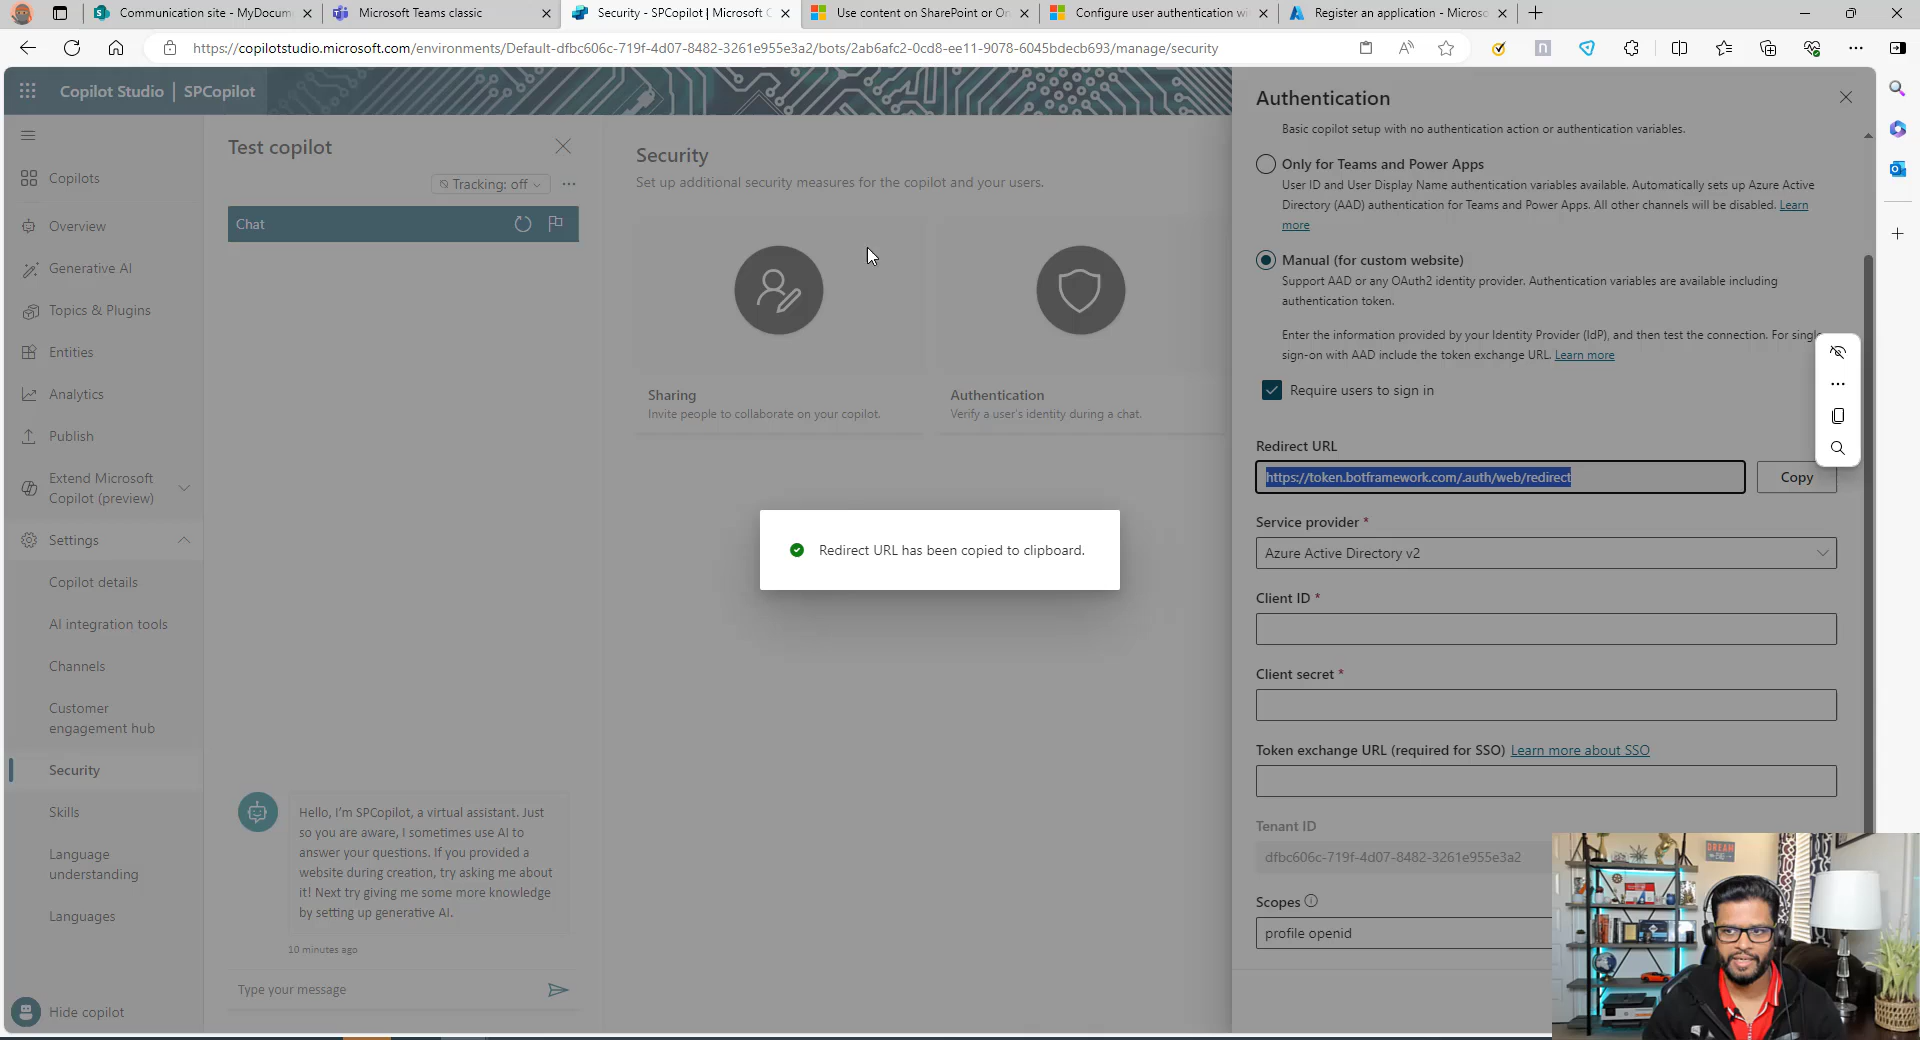 Communication site - MyDocum
Microsoft Teams classic
Security - SPCopilot | Microsoft C
Use content on SharePoint or On
Configure user authentication wi
Register an application - Microso
https://copilotstudio.microsoft.com/environments/Default-dfbc606c-719f-4d07-8482-3261e955e3a2/bots/2ab6afc2-0cd8-ee11-9078-6045bdecb693/manage/security
Copilot Studio | SPCopilot
Copilots
Overview
Generative AI
Topics & Plugins
Entities
Analytics
Publish
Extend Microsoft
Copilot (preview)
Settings
Copilot details
AI integration tools
Channels
Customer
engagement hub
Security
Skills
Language
understanding
Languages
Hide copilot
Test copilot
Tracking: off
Chat
Hello, I'm SPCopilot, a virtual assistant. Just
so you are aware, I sometimes use AI to
answer your questions. If you provided a
website during creation, try asking me about
it! Next try giving me some more knowledge
by setting up generative AI.
10 minutes ago
Type your message
Security
Set up additional security measures for the copilot and your users.
Sharing
Invite people to collaborate on your copilot.
Authentication
Verify a user's identity during a chat.
Redirect URL has been copied to clipboard.
Authentication
Basic copilot setup with no authentication action or authentication variables.
Only for Teams and Power Apps
User ID and User Display Name authentication variables available. Automatically sets up Azure Active
Directory (AAD) authentication for Teams and Power Apps. All other channels will be disabled. Learn
more
Manual (for custom website)
Support AAD or any OAuth2 identity provider. Authentication variables are available including
authentication token.
Enter the information provided by your Identity Provider (IdP), and then test the connection. For single
sign-on with AAD include the token exchange URL. Learn more
Require users to sign in
Redirect URL
https://token.botframework.com/.auth/web/redirect
Copy
Service provider *
Azure Active Directory v2
Client ID *
Client secret *
Token exchange URL (required for SSO) Learn more about SSO
Tenant ID
dfbc606c-719f-4d07-8482-3261e955e3a2
Scopes
profile openid
DREAM
BIG